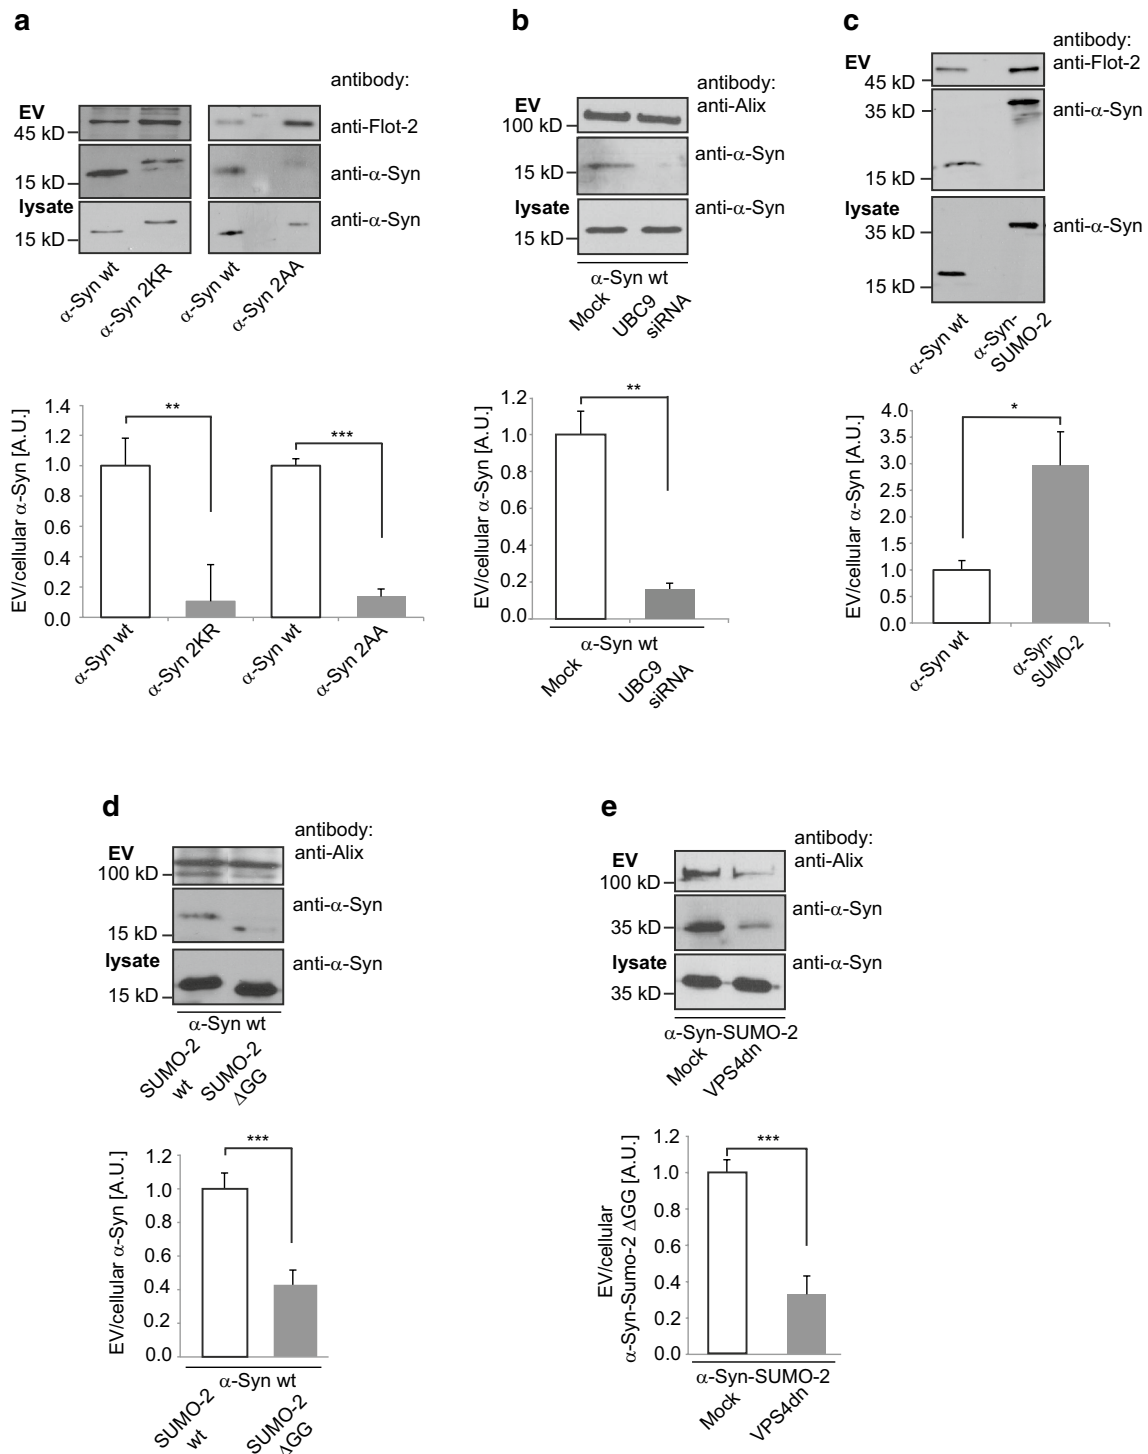 a
antibody:
EV
45 kD
anti-Flot-2
15 kD
anti-α-Syn
lysate
15 kD
anti-α-Syn
α-Syn wt
α-Syn 2KR
α-Syn wt
α-Syn 2AA
EV/cellular α-Syn [A.U.]
1.4
1.2
1.0
0.8
0.6
0.4
0.2
0.0
**
***
α-Syn wt
α-Syn 2KR
α-Syn wt
α-Syn 2AA
b
antibody:
anti-Alix
EV
100 kD
anti-α-Syn
15 kD
lysate
anti-α-Syn
15 kD
α-Syn wt
Mock
UBC9
siRNA
EV/cellular α-Syn [A.U.]
1.2
1.0
0.8
0.6
0.4
0.2
0.0
**
α-Syn wt
Mock
UBC9
siRNA
c
antibody:
EV
anti-Flot-2
45 kD
35 kD
anti-α-Syn
15 kD
lysate
35 kD
anti-α-Syn
15 kD
α-Syn wt
α-Syn-
SUMO-2
EV/cellular α-Syn [A.U.]
4.0
3.5
3.0
2.5
2.0
1.5
1.0
0.5
0.0
*
α-Syn wt
α-Syn-
SUMO-2
d
antibody:
EV
anti-Alix
100 kD
anti-α-Syn
15 kD
lysate
anti-α-Syn
15 kD
α-Syn wt
SUMO-2
wt
SUMO-2
ΔGG
EV/cellular α-Syn [A.U.]
1.2
1.0
0.8
0.6
0.4
0.2
0.0
***
α-Syn wt
SUMO-2
wt
SUMO-2
ΔGG
e
antibody:
EV
anti-Alix
100 kD
anti-α-Syn
35 kD
lysate
anti-α-Syn
35 kD
α-Syn-SUMO-2
Mock
VPS4dn
EV/cellular
α-Syn-Sumo-2 ΔGG [A.U.]
1.2
1.0
0.8
0.6
0.4
0.2
0.0
***
α-Syn-SUMO-2
Mock
VPS4dn